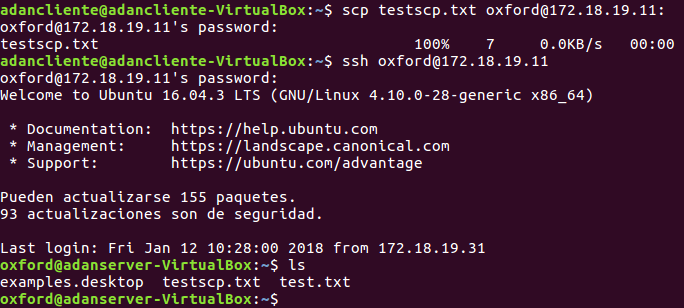 adancliente@adancliente-VirtualBox:~$ scp testscp.txt oxford@172.18.19.11:
oxford@172.18.19.11's password:
testscp.txt 100% 7 0.0KB/s 00:00
adancliente@adancliente-VirtualBox:~$ ssh oxford@172.18.19.11
oxford@172.18.19.11's password:
Welcome to Ubuntu 16.04.3 LTS (GNU/Linux 4.10.0-28-generic x86_64)
* Documentation: https://help.ubuntu.com
* Management: https://landscape.canonical.com
* Support: https://ubuntu.com/advantage
Pueden actualizarse 155 paquetes.
93 actualizaciones son de seguridad.
Last login: Fri Jan 12 10:28:00 2018 from 172.18.19.31
oxford@adanserver-VirtualBox:~$ ls
examples.desktop testscp.txt test.txt
oxford@adanserver-VirtualBox:~$